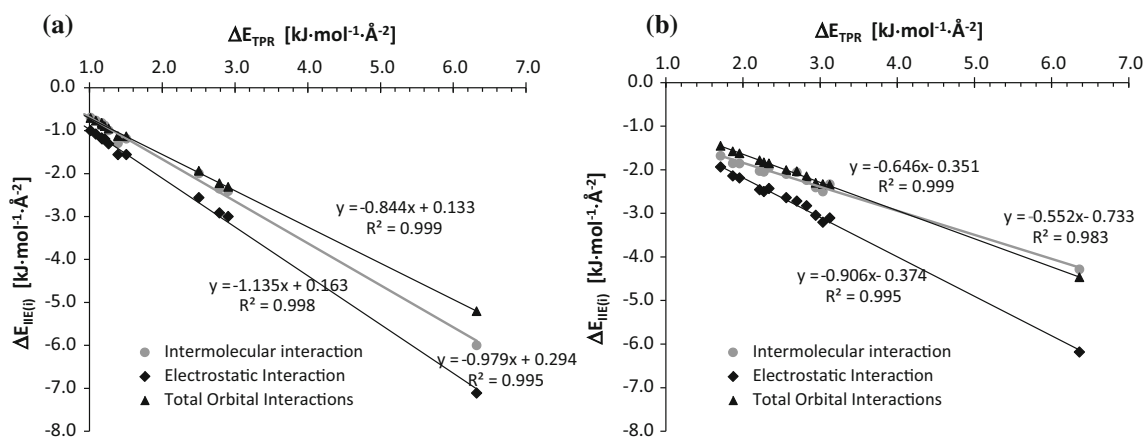 (a)
ΔE_TPR [kJ·mol⁻¹·Å⁻²]
1.0 2.0 3.0 4.0 5.0 6.0 7.0
0.0
-1.0
-2.0
-3.0
-4.0
-5.0
-6.0
-7.0
-8.0
ΔE_IIE(i) [kJ·mol⁻¹·Å⁻²]
y = -0.844x + 0.133
R² = 0.999
y = -1.135x + 0.163
R² = 0.998
y = -0.979x + 0.294
R² = 0.995
Intermolecular interaction
Electrostatic Interaction
Total Orbital Interactions
(b)
ΔE_TPR [kJ·mol⁻¹·Å⁻²]
1.0 2.0 3.0 4.0 5.0 6.0 7.0
0.0
-1.0
-2.0
-3.0
-4.0
-5.0
-6.0
-7.0
-8.0
ΔE_IIE(i) [kJ·mol⁻¹·Å⁻²]
y = -0.646x - 0.351
R² = 0.999
y = -0.552x - 0.733
R² = 0.983
y = -0.906x - 0.374
R² = 0.995
Intermolecular interaction
Electrostatic Interaction
Total Orbital Interactions